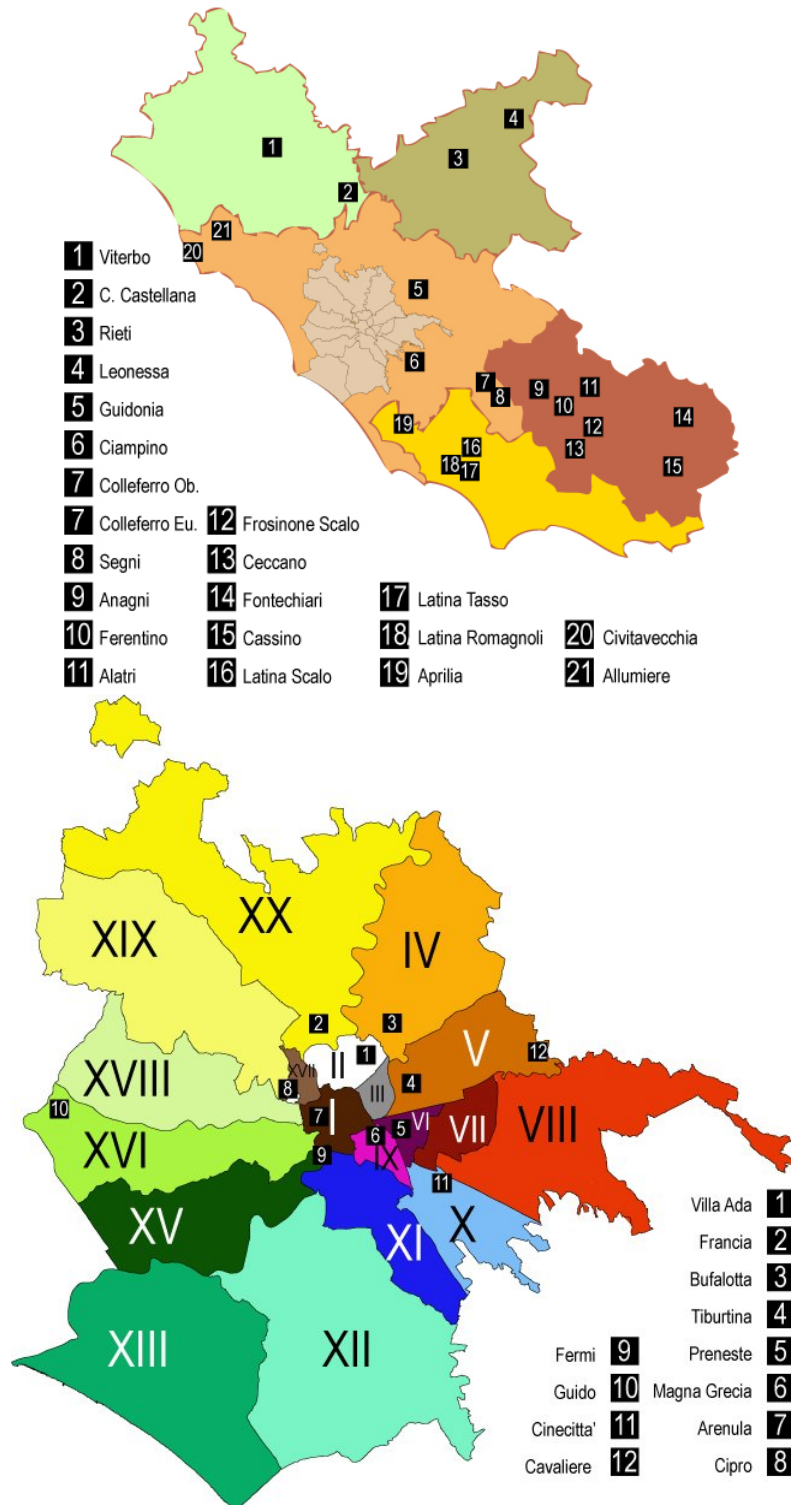 4
1
3
2
21
20
5
6
7
8
9
11
10
12
13
14
15
19
16
18
17
1 Viterbo
2 C. Castellana
3 Rieti
4 Leonessa
5 Guidonia
6 Ciampino
7 Colleferro Ob.
7 Colleferro Eu.
12 Frosinone Scalo
8 Segni
13 Ceccano
9 Anagni
14 Fontechiari
17 Latina Tasso
10 Ferentino
15 Cassino
18 Latina Romagnoli
20 Civitavecchia
11 Alatri
16 Latina Scalo
19 Aprilia
21 Allumiere
XX
XIX
IV
2
3
1
II
V
12
XVII
XVIII
8
III
4
10
7
I
VI
5
6
VII
VIII
XVI
9
IX
11
X
XV
XI
XIII
XII
Villa Ada 1
Francia 2
Bufalotta 3
Tiburtina 4
Fermi 9
Preneste 5
Guido 10
Magna Grecia 6
Cinecitta' 11
Arenula 7
Cavaliere 12
Cipro 8